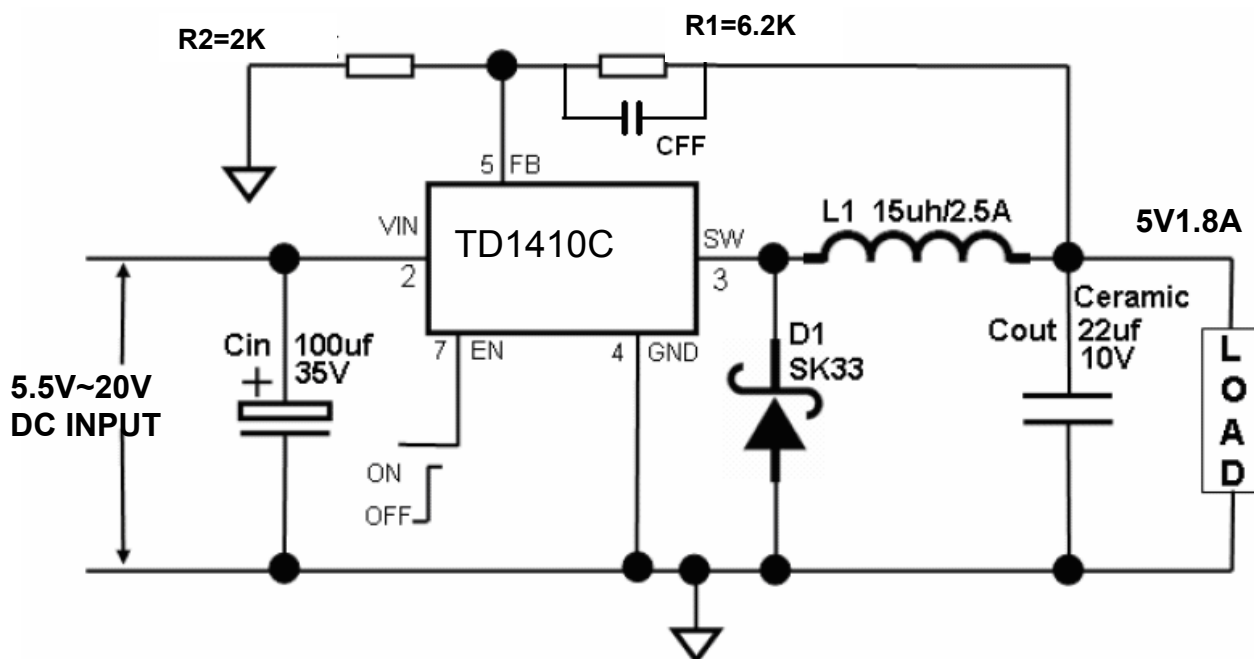 R2=2K
R1=6.2K
CFF
5 FB
VIN
TD1410C
SW
L1 15uh/2.5A
5V1.8A
2
3
Ceramic
Cin 100uf
35V
+
7 EN
4 GND
D1
SK33
Cout 22uf
10V
5.5V~20V
DC INPUT
ON
OFF
LOAD